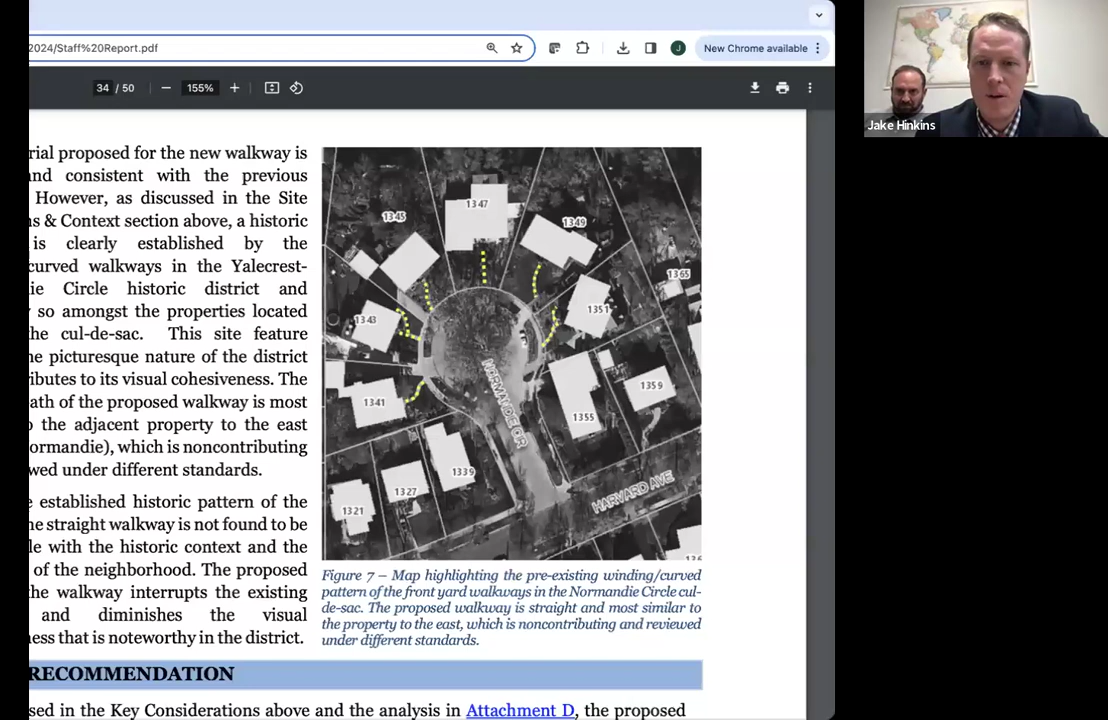 2024/Staff%20Report.pdf
J
New Chrome available
34 / 50
155%
rial proposed for the new walkway is
and consistent with the previous
However, as discussed in the Site
ns & Context section above, a historic
is clearly established by the
curved walkways in the Yalecrest-
ie Circle historic district and
so amongst the properties located
the cul-de-sac. This site feature
he picturesque nature of the district
ributes to its visual cohesiveness. The
ath of the proposed walkway is most
o the adjacent property to the east
ormandie), which is noncontributing
wed under different standards.
e established historic pattern of the
he straight walkway is not found to be
le with the historic context and the
of the neighborhood. The proposed
he walkway interrupts the existing
and diminishes the visual
ness that is noteworthy in the district.
1345
1347
1349
1365
1343
1351
1341
1359
1355
1339
1327
1321
NORMANDIE CIR
HARVARD AVE
Figure 7 – Map highlighting the pre-existing winding/curved
pattern of the front yard walkways in the Normandie Circle cul-
de-sac. The proposed walkway is straight and most similar to
the property to the east, which is noncontributing and reviewed
under different standards.
RECOMMENDATION
sed in the Key Considerations above and the analysis in Attachment D, the proposed
Jake Hinkins